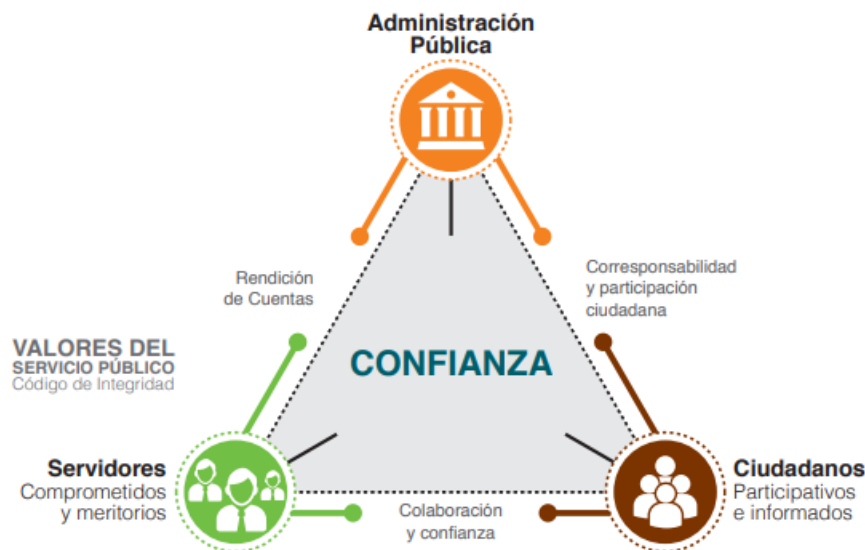 Administración
Pública
Rendición
de Cuentas
Corresponsabilidad
y participación
ciudadana
VALORES DEL
SERVICIO PÚBLICO
Código de Integridad
CONFIANZA
Servidores
Comprometidos
y meritorios
Colaboración
y confianza
Ciudadanos
Participativos
e informados